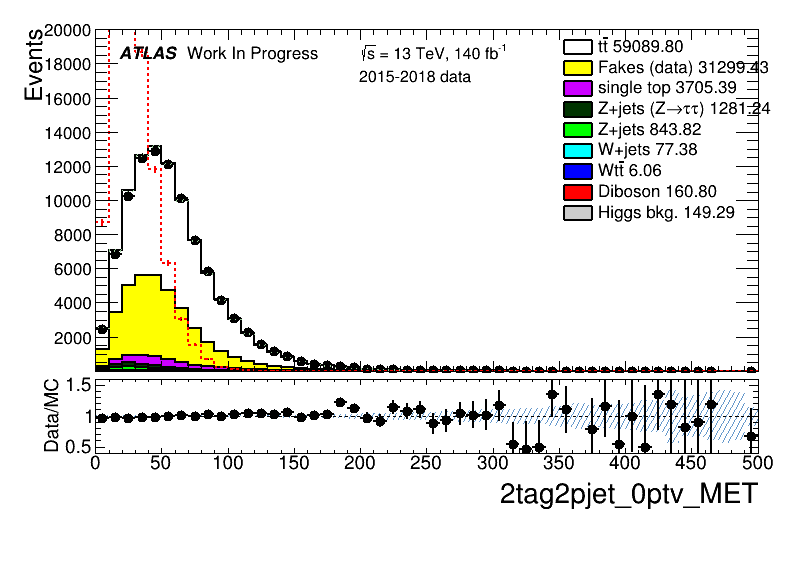 Events
20000
18000
16000
14000
12000
10000
8000
6000
4000
2000
ATLAS Work In Progress
√s = 13 TeV, 140 fb⁻¹
2015-2018 data
tt̄ 59089.80
Fakes (data) 31299.43
single top 3705.39
Z+jets (Z→ττ) 1281.24
Z+jets 843.82
W+jets 77.38
Wtt̄ 6.06
Diboson 160.80
Higgs bkg. 149.29
Data/MC
1.5
1
0.5
0 50 100 150 200 250 300 350 400 450 500
2tag2pjet_0ptv_MET